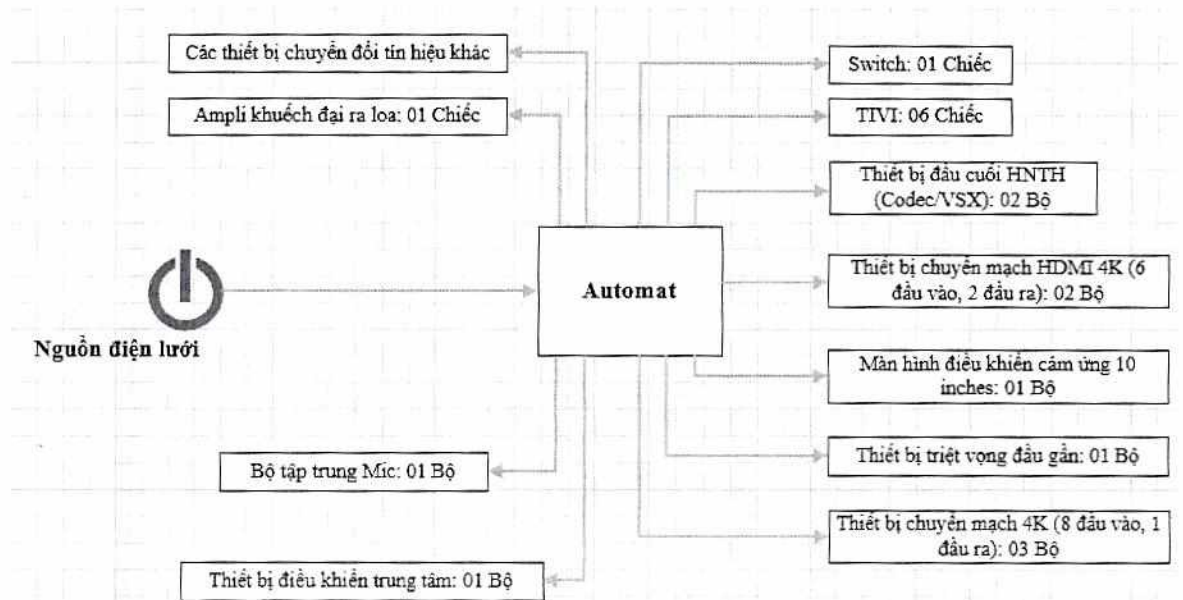 Các thiết bị chuyển đổi tín hiệu khác
Ampli khuếch đại ra loa: 01 Chiếc
Switch: 01 Chiếc
TIVI: 06 Chiếc
Thiết bị đầu cuối HNTH
(Codec/VSX): 02 Bộ
Automat
Nguồn điện lưới
Thiết bị chuyển mạch HDMI 4K (6
đầu vào, 2 đầu ra): 02 Bộ
Màn hình điều khiển cảm ứng 10
inches: 01 Bộ
Thiết bị triệt vọng đầu gần: 01 Bộ
Thiết bị chuyển mạch 4K (8 đầu vào, 1
đầu ra): 03 Bộ
Bộ tập trung Mic: 01 Bộ
Thiết bị điều khiển trung tâm: 01 Bộ